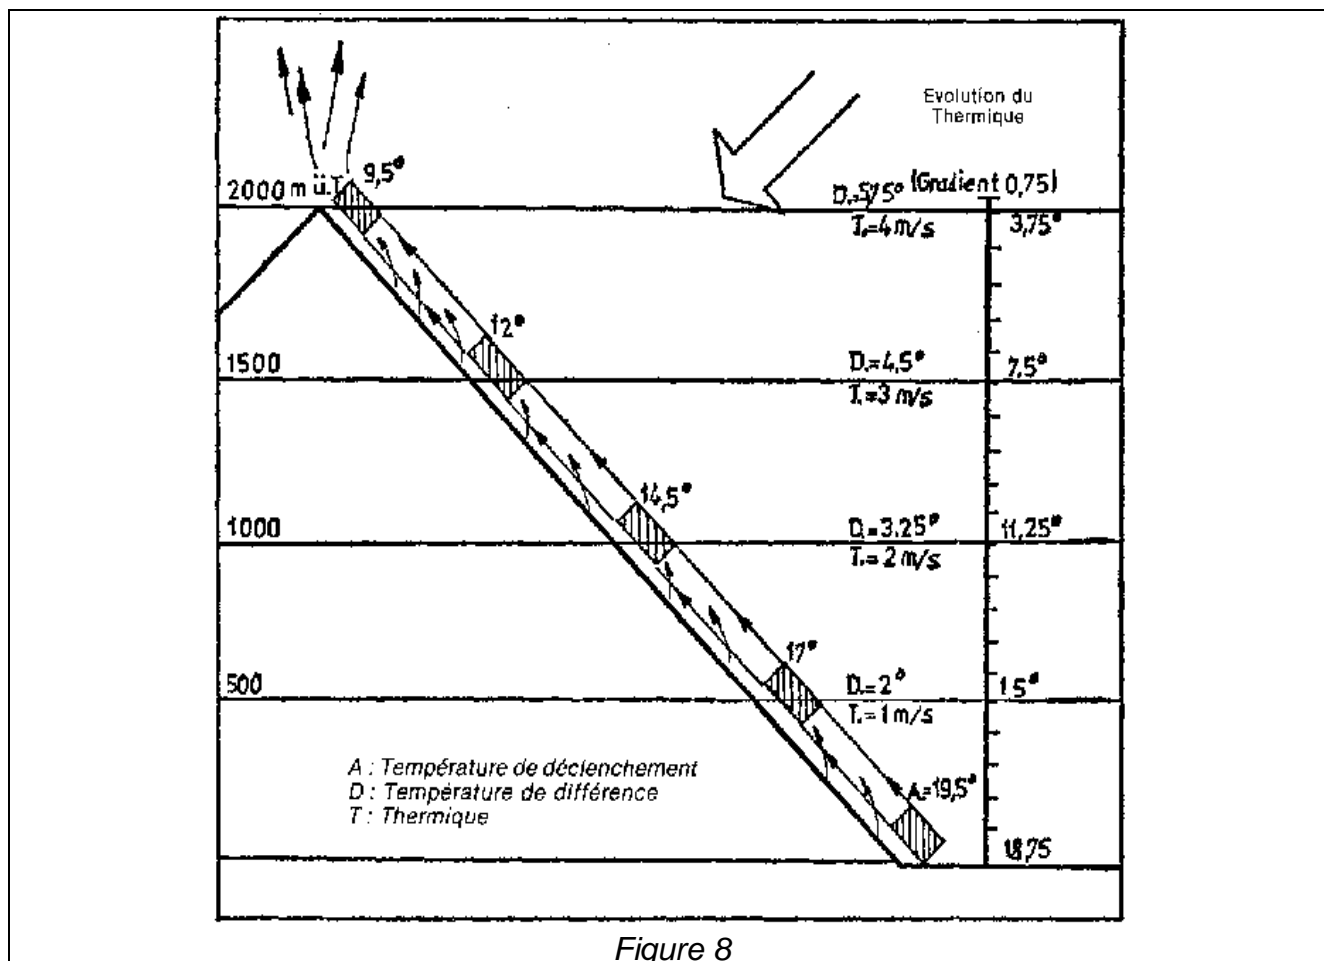 Evolution du
Thermique
9,5°
2000 m ü.T
D.=5,75° (Gradient 0,75)
T.=4 m/s
3,75°
12°
1500
D.=4,5°
T.=3 m/s
7,5°
14,5°
1000
D.=3.25°
T.=2 m/s
11,25°
17°
500
D.=2°
T.=1 m/s
15°
A : Température de déclenchement
D : Température de différence
T : Thermique
A.=19,5°
18,75
Figure 8